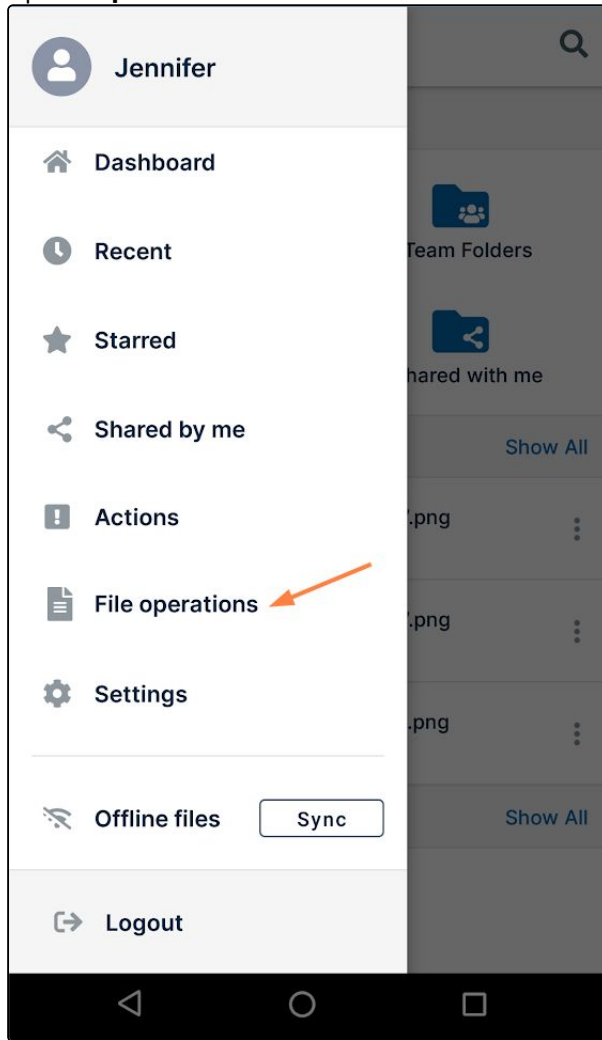 Jennifer
Dashboard
Team Folders
Recent
Starred
hared with me
Shared by me
Show All
Actions
.png
File operations
.png
Settings
.png
Offline files
Sync
Show All
Logout